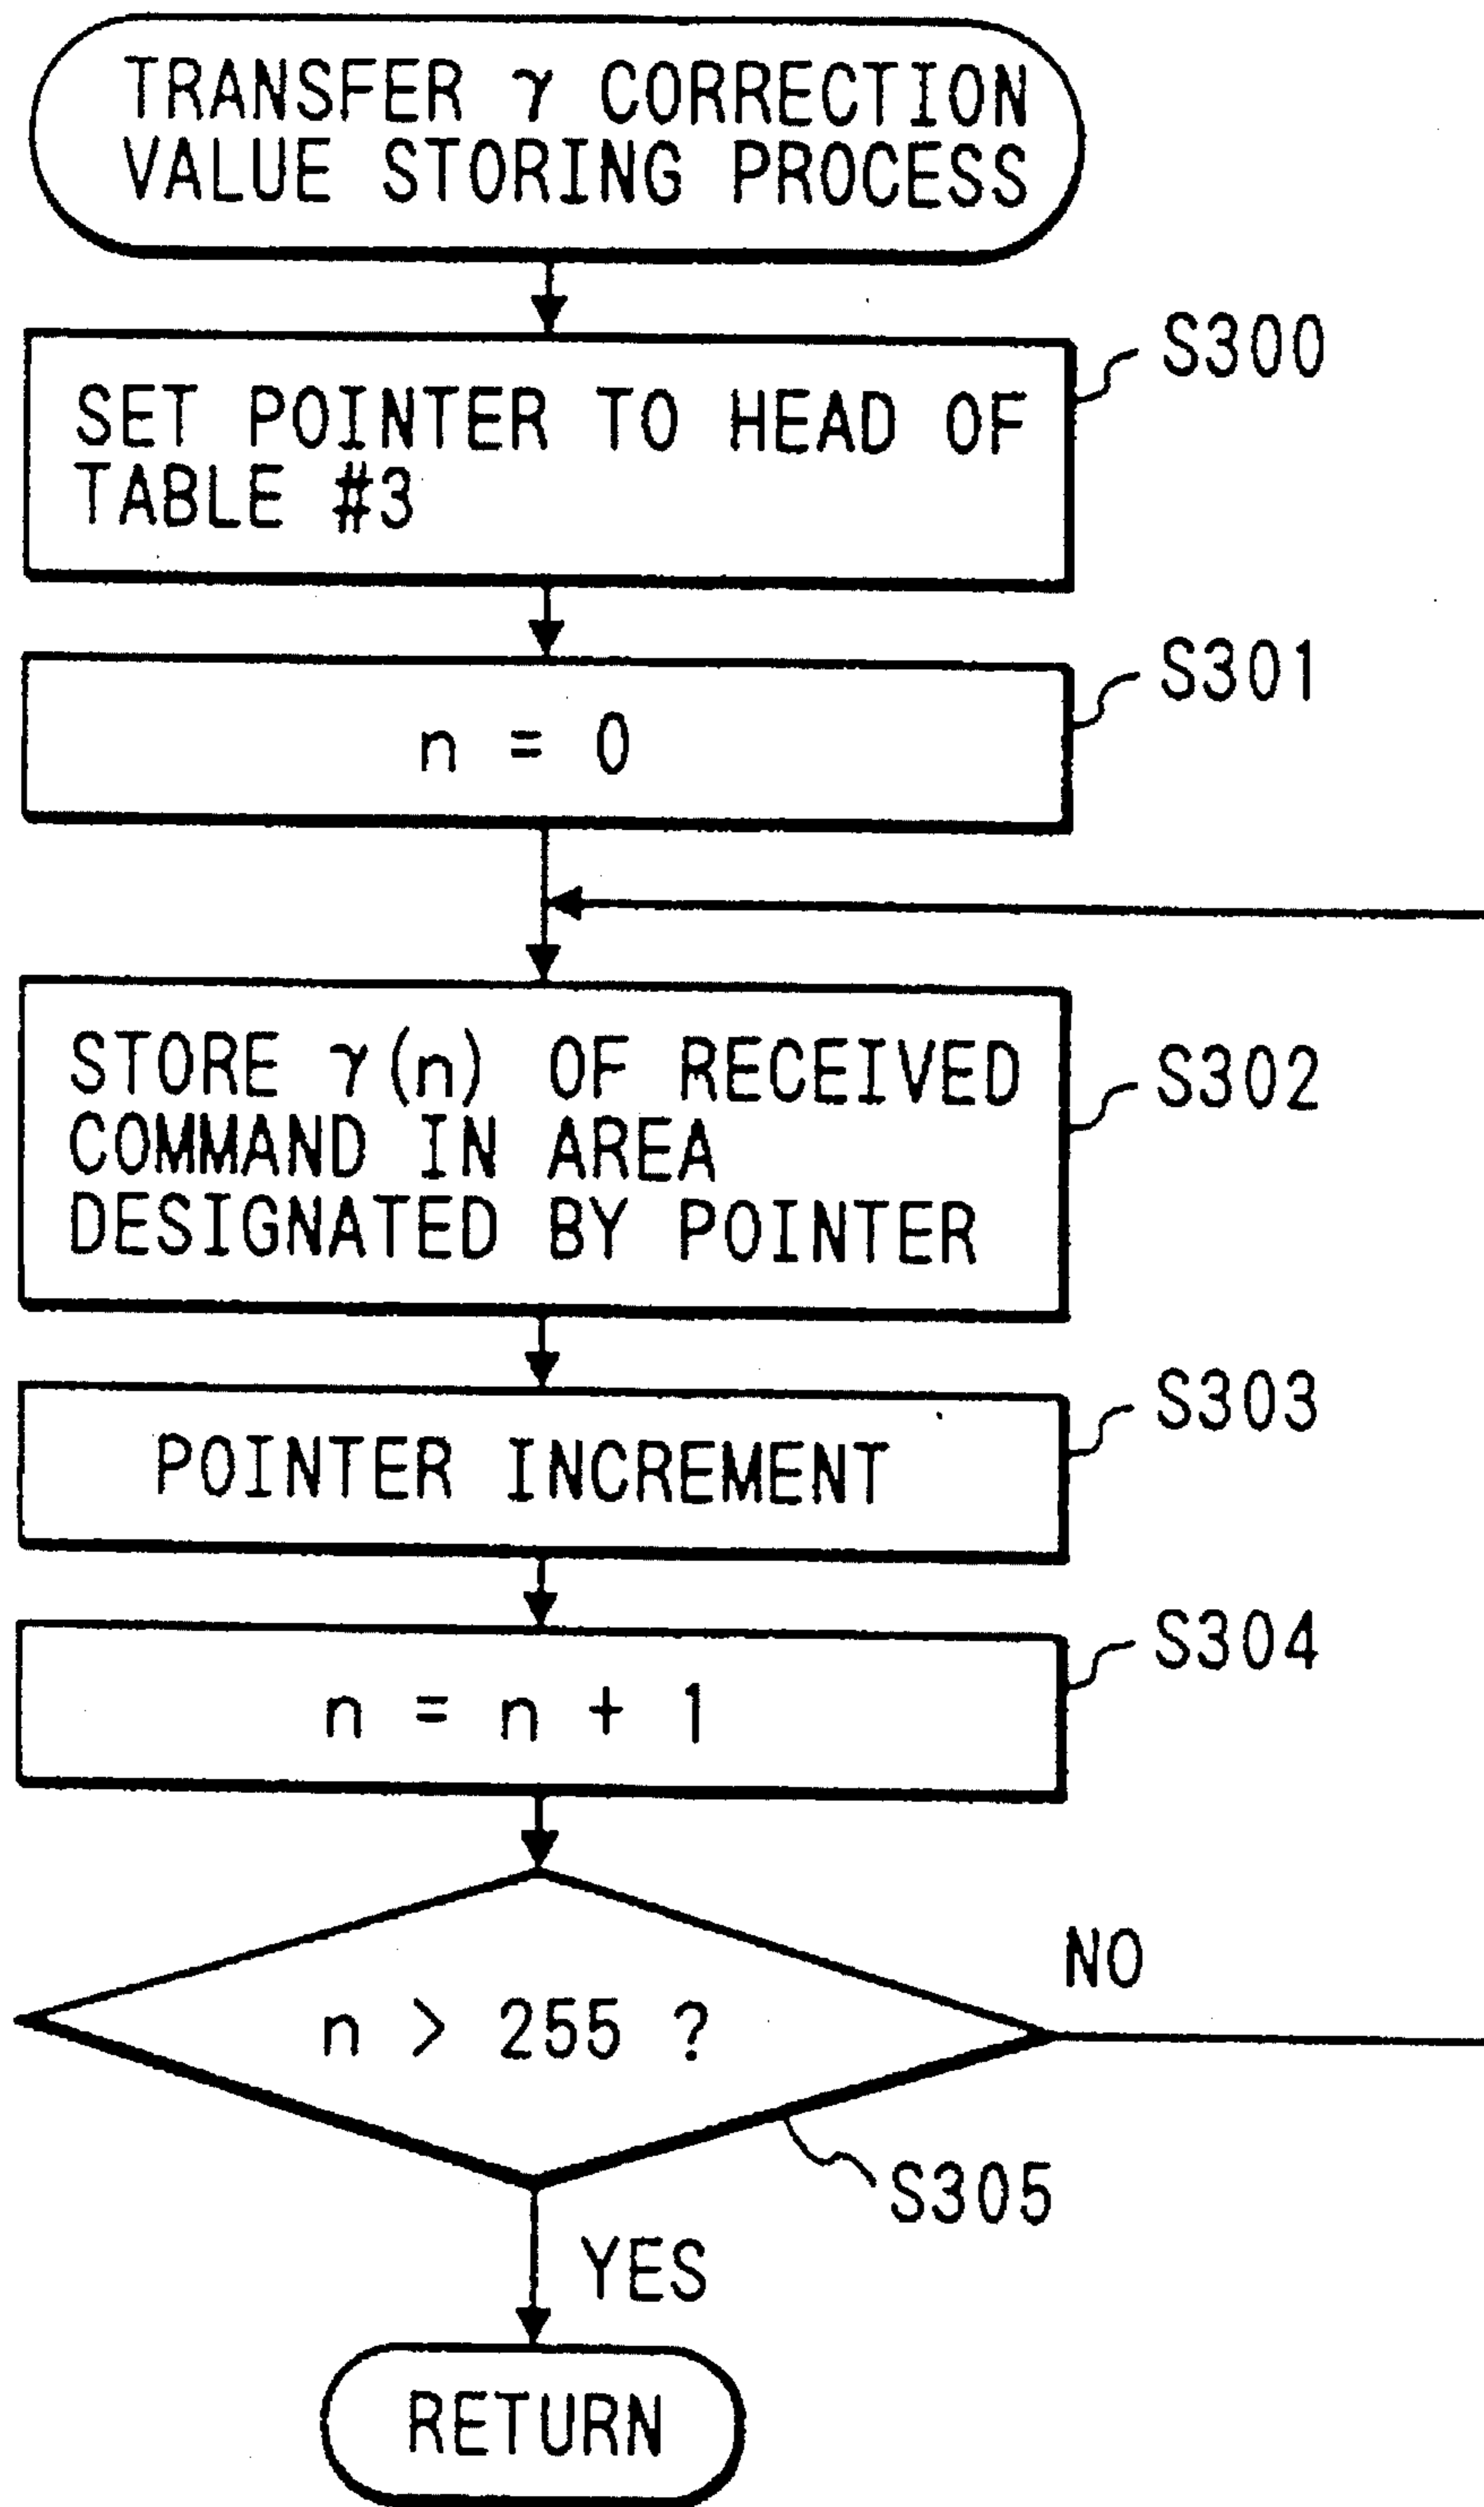 TRANSFER γ CORRECTION
VALUE STORING PROCESS
S300
SET POINTER TO HEAD OF
TABLE #3
S301
n = 0
S302
STORE γ(n) OF RECEIVED
COMMAND IN AREA
DESIGNATED BY POINTER
S303
POINTER INCREMENT
S304
n = n + 1
NO
n > 255 ?
S305
YES
RETURN